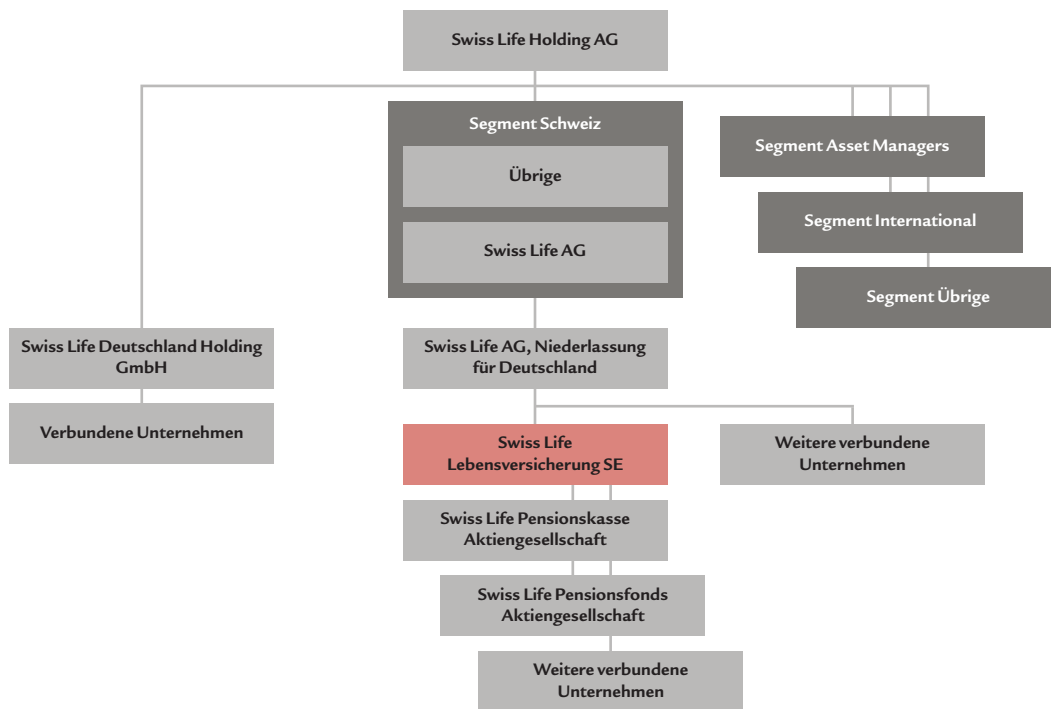 Swiss Life Holding AG
Segment Schweiz
Übrige
Swiss Life AG
Segment Asset Managers
Segment International
Segment Übrige
Swiss Life Deutschland Holding
GmbH
Verbundene Unternehmen
Swiss Life AG, Niederlassung
für Deutschland
Swiss Life
Lebensversicherung SE
Weitere verbundene
Unternehmen
Swiss Life Pensionskasse
Aktiengesellschaft
Swiss Life Pensionsfonds
Aktiengesellschaft
Weitere verbundene
Unternehmen